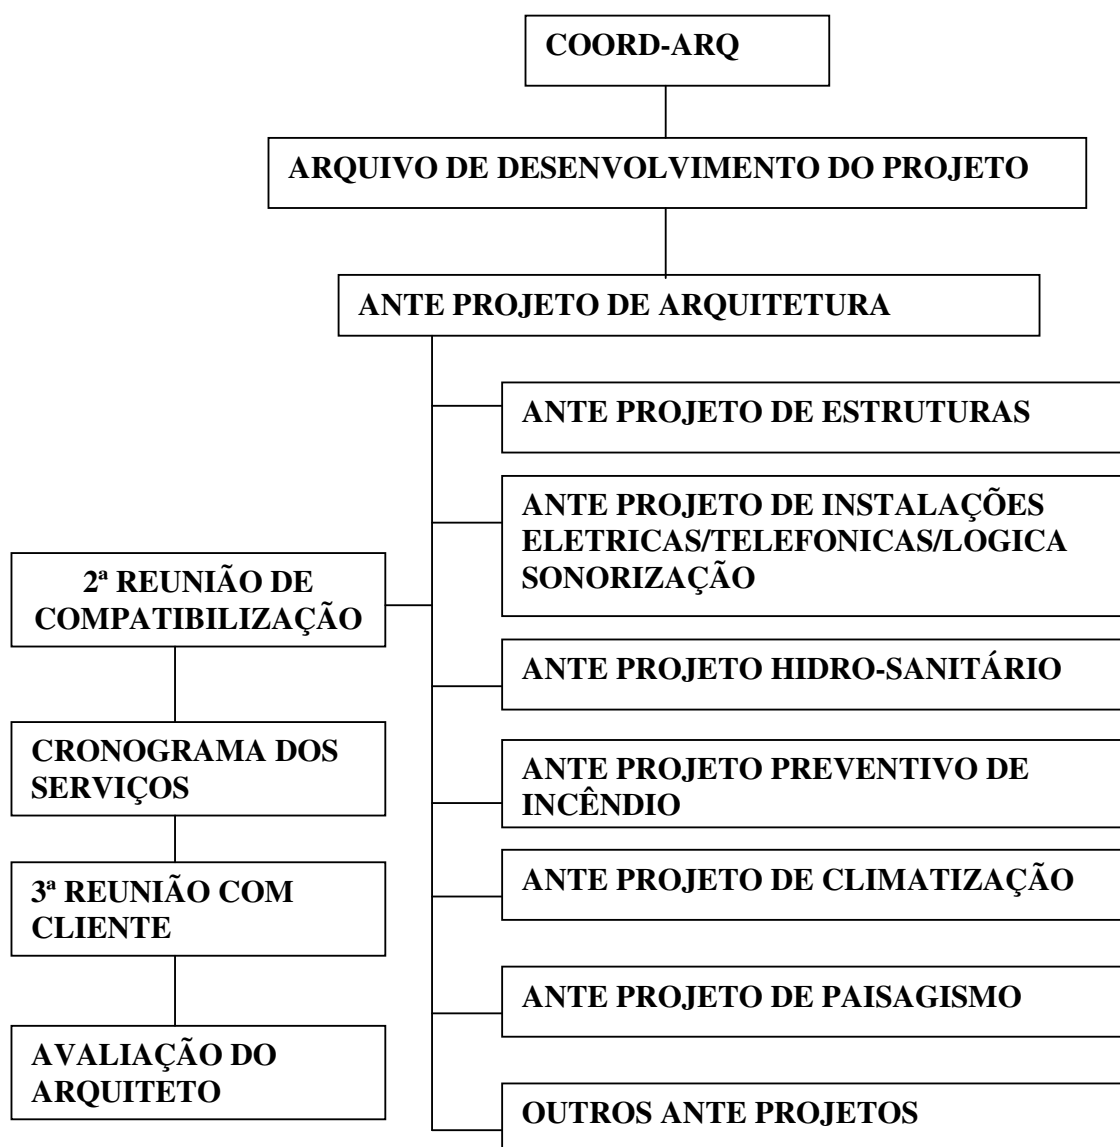 COORD-ARQ
ARQUIVO DE DESENVOLVIMENTO DO PROJETO
ANTE PROJETO DE ARQUITETURA
ANTE PROJETO DE ESTRUTURAS
ANTE PROJETO DE INSTALAÇÕES
ELETRICAS/TELEFONICAS/LOGICA
SONORIZAÇÃO
2ª REUNIÃO DE
COMPATIBILIZAÇÃO
ANTE PROJETO HIDRO-SANITÁRIO
CRONOGRAMA DOS
SERVIÇOS
ANTE PROJETO PREVENTIVO DE
INCÊNDIO
3ª REUNIÃO COM
CLIENTE
ANTE PROJETO DE CLIMATIZAÇÃO
ANTE PROJETO DE PAISAGISMO
AVALIAÇÃO DO
ARQUITETO
OUTROS ANTE PROJETOS